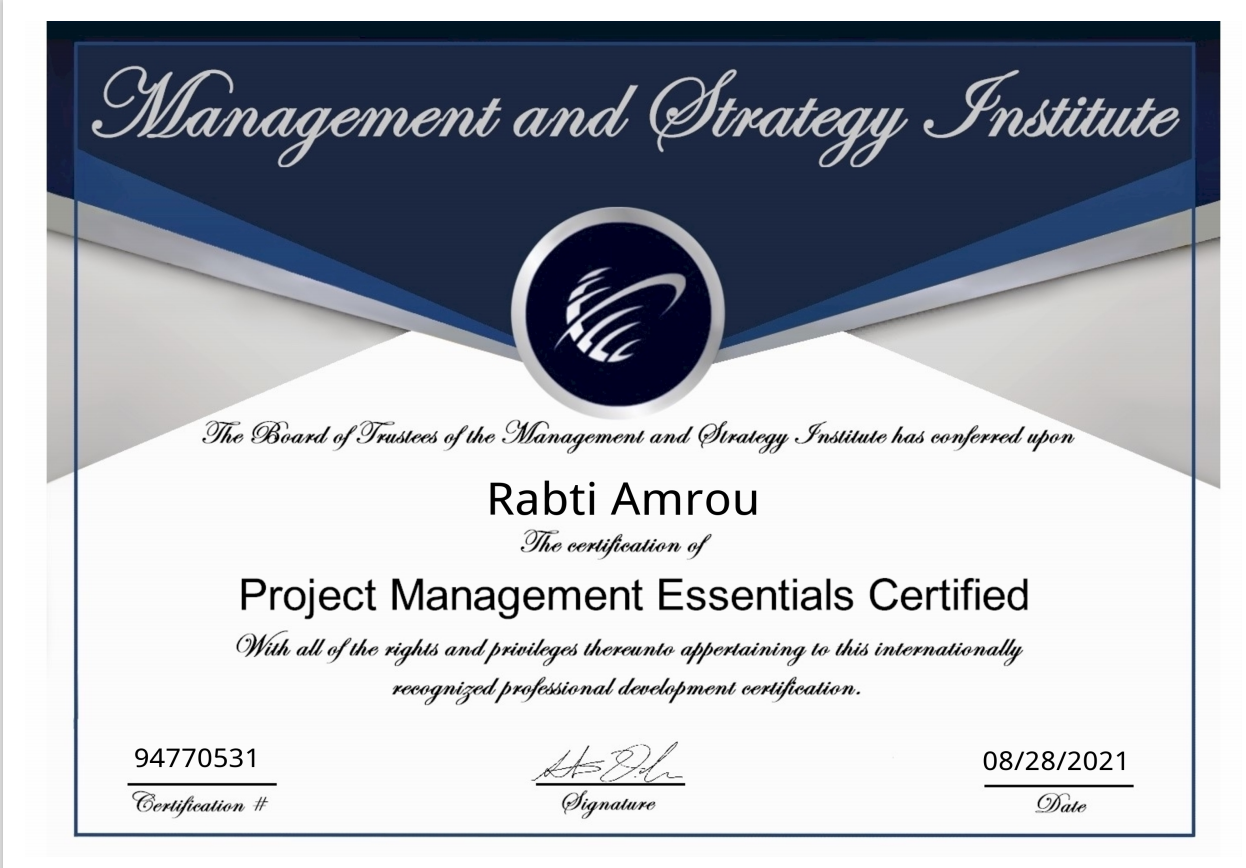 Management and Strategy Institute
The Board of Trustees of the Management and Strategy Institute has conferred upon
Rabti Amrou
The certification of
Project Management Essentials Certified
With all of the rights and privileges thereunto appertaining to this internationally
recognized professional development certification.
94770531
Certification #
Signature
08/28/2021
Date